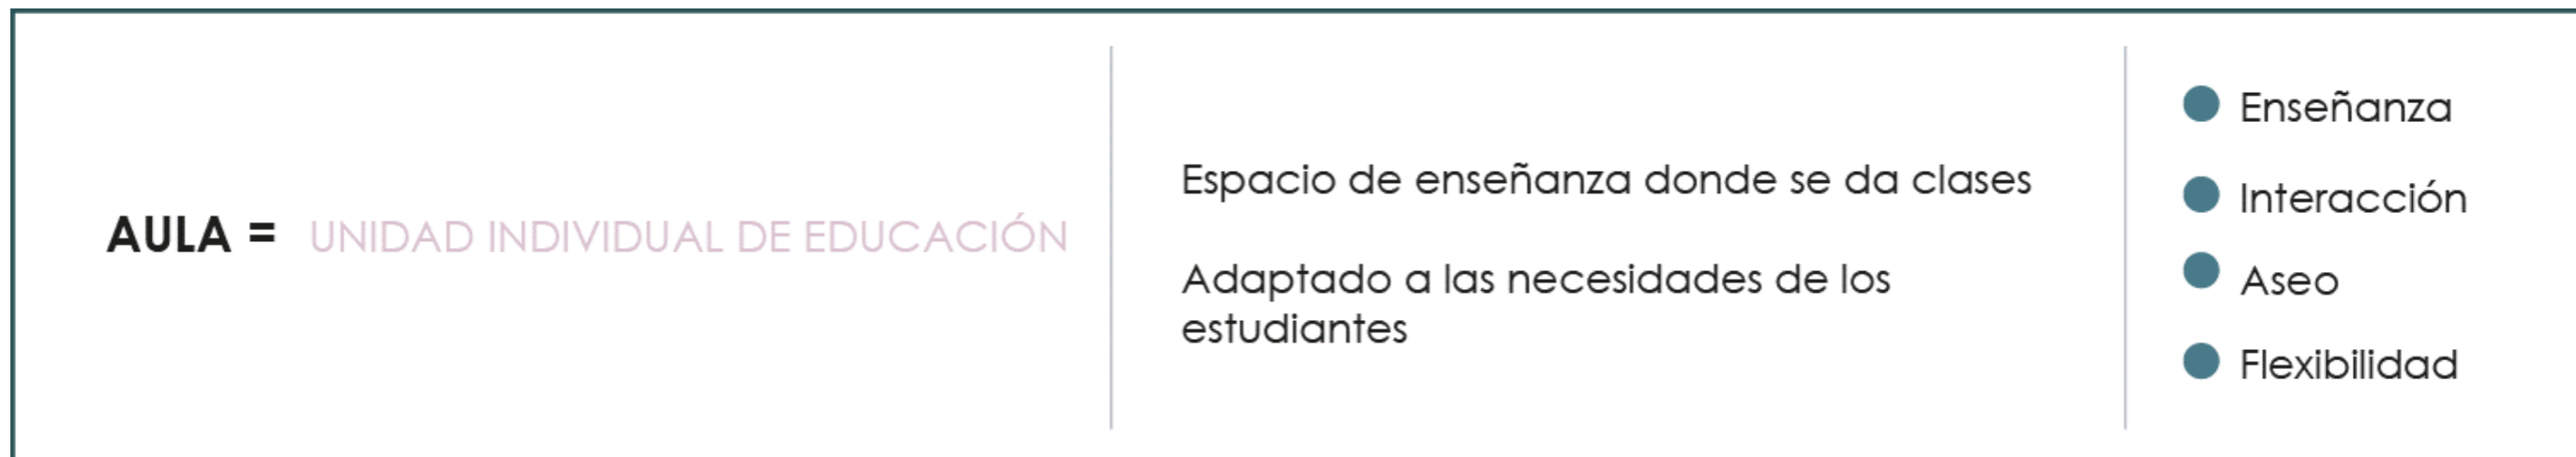 AULA = UNIDAD INDIVIDUAL DE EDUCACIÓN
Espacio de enseñanza donde se da clases
Adaptado a las necesidades de los
estudiantes
Enseñanza
Interacción
Aseo
Flexibilidad